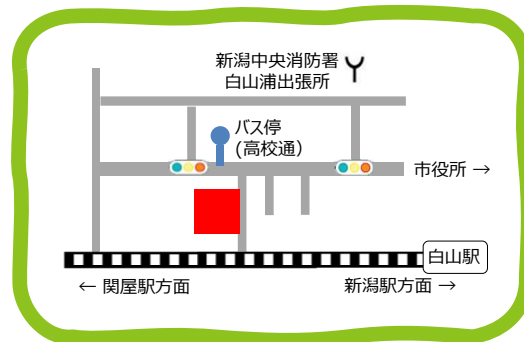 新潟中央消防署
白山浦出張所
バス停
(高校通)
市役所 →
白山駅
← 関屋駅方面
新潟駅方面 →